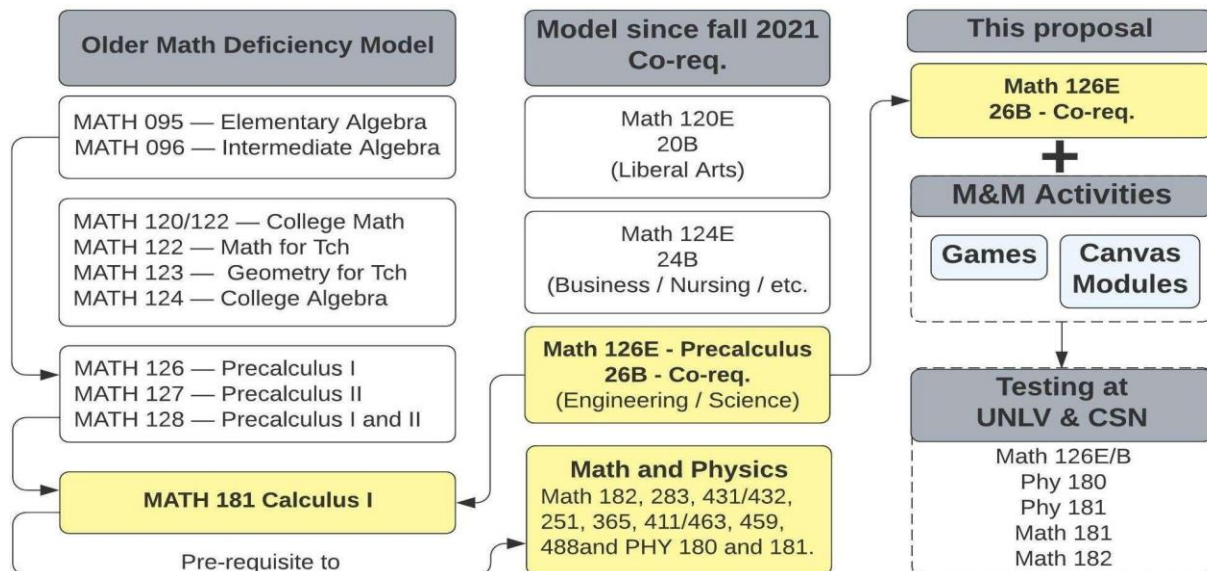 Older Math Deficiency Model
MATH 095 — Elementary Algebra
MATH 096 — Intermediate Algebra
MATH 120/122 — College Math
MATH 122 — Math for Tch
MATH 123 — Geometry for Tch
MATH 124 — College Algebra
MATH 126 — Precalculus I
MATH 127 — Precalculus II
MATH 128 — Precalculus I and II
MATH 181 Calculus I
Pre-requisite to
Model since fall 2021
Co-req.
Math 120E
20B
(Liberal Arts)
Math 124E
24B
(Business / Nursing / etc.
Math 126E - Precalculus
26B - Co-req.
(Engineering / Science)
Math and Physics
Math 182, 283, 431/432,
251, 365, 411/463, 459,
488and PHY 180 and 181.
This proposal
Math 126E
26B - Co-req.
+
M&M Activities
Games
Canvas
Modules
Testing at
UNLV & CSN
Math 126E/B
Phy 180
Phy 181
Math 181
Math 182